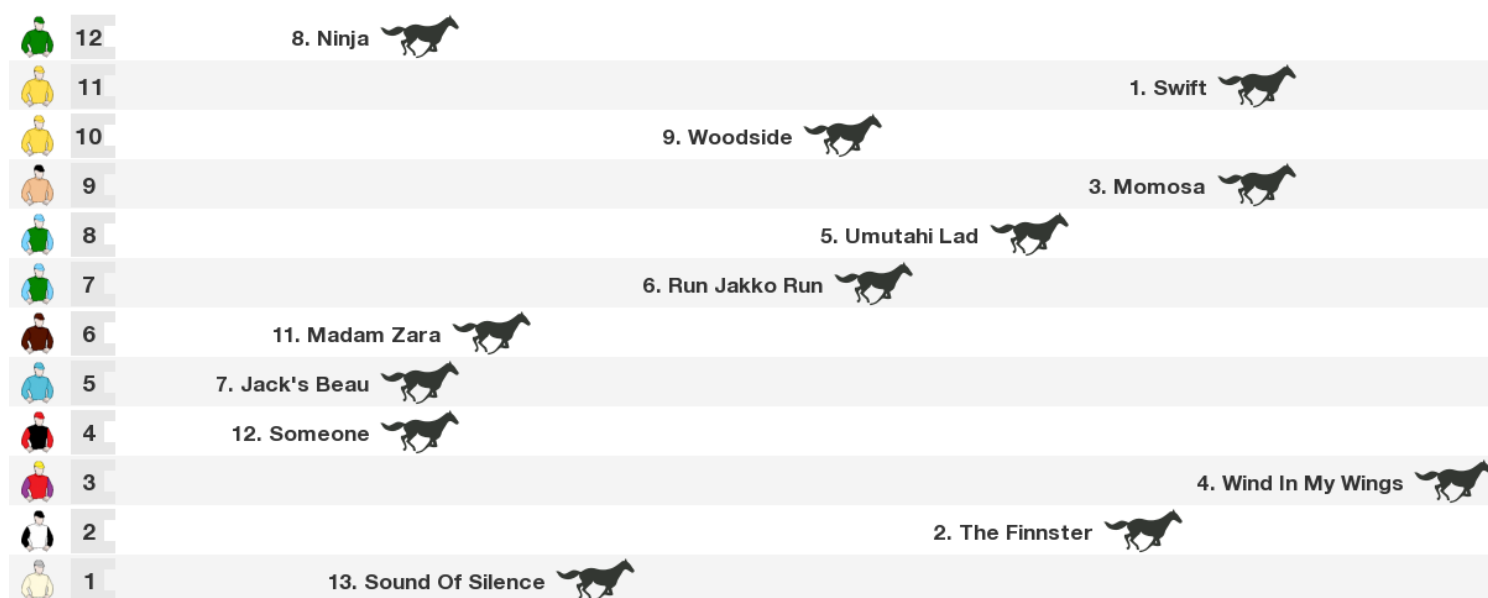 12 8. Ninja
11 1. Swift
10 9. Woodside
9 3. Momosa
8 5. Umutahi Lad
7 6. Run Jakko Run
6 11. Madam Zara
5 7. Jack's Beau
4 12. Someone
3 4. Wind In My Wings
2 2. The Finnster
1 13. Sound Of Silence